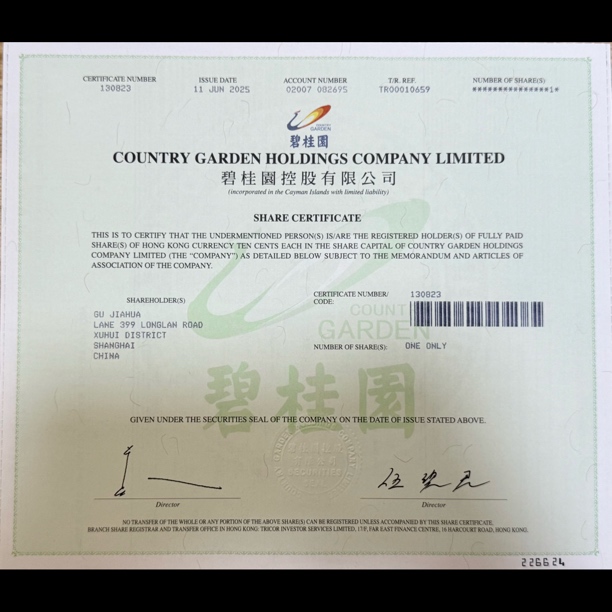 CERTIFICATE NUMBER ISSUE DATE ACCOUNT NUMBER T/R. REF. NUMBER OF SHARE(S)
130823 11 JUN 2025 02007 082695 TR00010659 ****************1*
COUNTRY
GARDEN
碧桂園
COUNTRY GARDEN HOLDINGS COMPANY LIMITED
碧桂園控股有限公司
(incorporated in the Cayman Islands with limited liability)
SHARE CERTIFICATE
THIS IS TO CERTIFY THAT THE UNDERMENTIONED PERSON(S) IS/ARE THE REGISTERED HOLDER(S) OF FULLY PAID
SHARE(S) OF HONG KONG CURRENCY TEN CENTS EACH IN THE SHARE CAPITAL OF COUNTRY GARDEN HOLDINGS
COMPANY LIMITED (THE "COMPANY") AS DETAILED BELOW SUBJECT TO THE MEMORANDUM AND ARTICLES OF
ASSOCIATION OF THE COMPANY.
SHAREHOLDER(S)
GU JIAHUA
LANE 399 LONGLAN ROAD
XUHUI DISTRICT
SHANGHAI
CHINA
CERTIFICATE NUMBER/ 130823
CODE:
NUMBER OF SHARE(S): ONE ONLY
COUNTRY
GARDEN
碧桂園
GIVEN UNDER THE SECURITIES SEAL OF THE COMPANY ON THE DATE OF ISSUE STATED ABOVE.
Director Director
NO TRANSFER OF THE WHOLE OR ANY PORTION OF THE ABOVE SHARE(S) CAN BE REGISTERED UNLESS ACCOMPANIED BY THIS SHARE CERTIFICATE.
BRANCH SHARE REGISTRAR AND TRANSFER OFFICE IN HONG KONG: TRICOR INVESTOR SERVICES LIMITED, 17/F, FAR EAST FINANCE CENTRE, 16 HARCOURT ROAD, HONG KONG.
226624